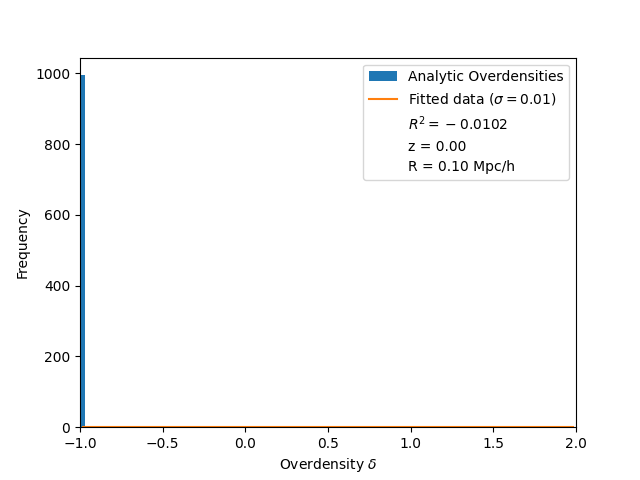 Analytic Overdensities
Fitted data (σ = 0.01)
R² = −0.0102
z = 0.00
R = 0.10 Mpc/h
1000
800
600
400
200
0
Frequency
−1.0 −0.5 0.0 0.5 1.0 1.5 2.0
Overdensity δ